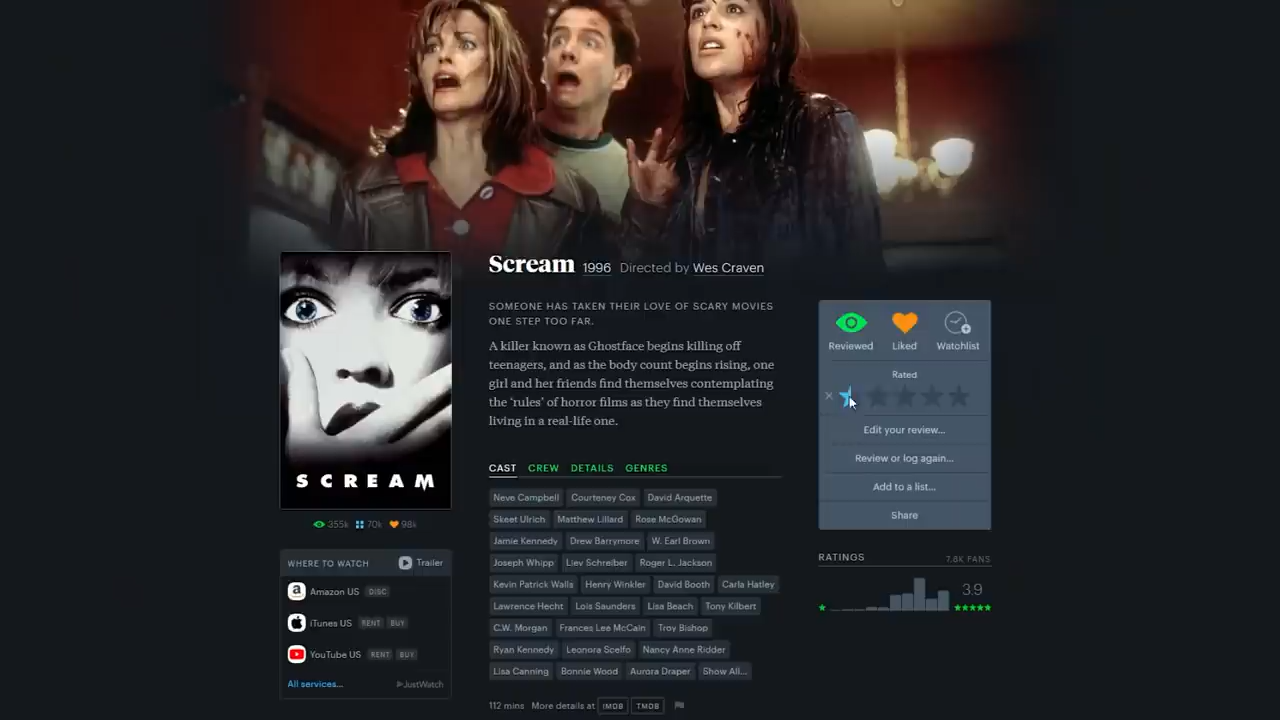 Scream 1996 Directed by Wes Craven
SOMEONE HAS TAKEN THEIR LOVE OF SCARY MOVIES
ONE STEP TOO FAR.
A killer known as Ghostface begins killing off
teenagers, and as the body count begins rising, one
girl and her friends find themselves contemplating
the ‘rules’ of horror films as they find themselves
living in a real-life one.
SCREAM
355k 70k 98k
WHERE TO WATCH Trailer
Amazon US DISC
iTunes US RENT BUY
YouTube US RENT BUY
All services... JustWatch
CAST CREW DETAILS GENRES
Neve Campbell Courteney Cox David Arquette
Skeet Ulrich Matthew Lillard Rose McGowan
Jamie Kennedy Drew Barrymore W. Earl Brown
Joseph Whipp Liev Schreiber Roger L. Jackson
Kevin Patrick Walls Henry Winkler David Booth Carla Hatley
Lawrence Hecht Lois Saunders Lisa Beach Tony Kilbert
C.W. Morgan Frances Lee McCain Troy Bishop
Ryan Kennedy Leonora Scelfo Nancy Anne Ridder
Lisa Canning Bonnie Wood Aurora Draper Show All...
112 mins More details at IMDB TMDB
Reviewed Liked Watchlist
Rated
Edit your review...
Review or log again...
Add to a list...
Share
RATINGS 7.8K FANS
3.9